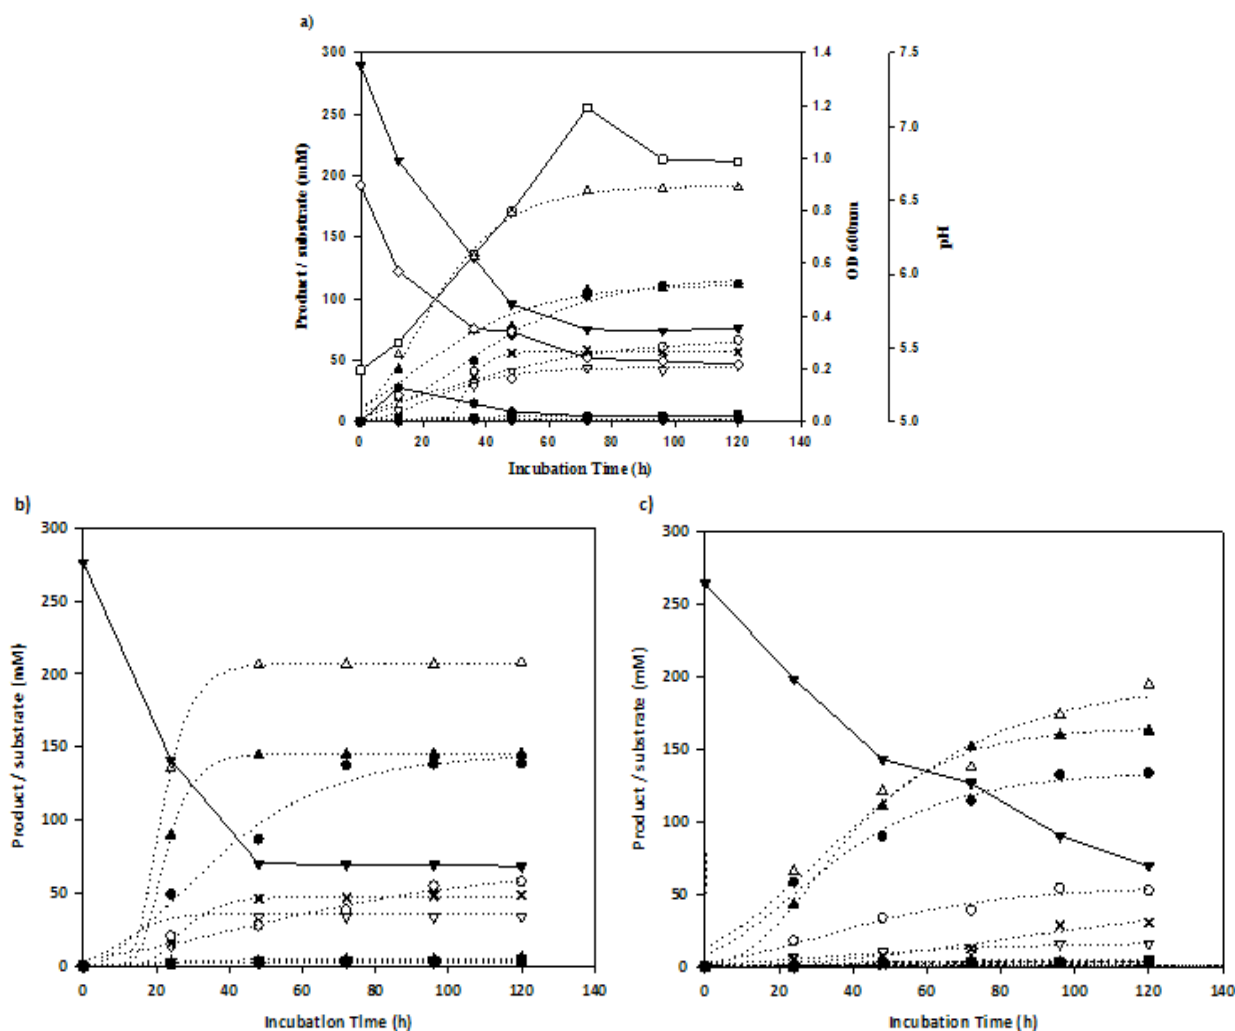 a)
300
250
200
150
100
50
0
Product / substrate (mM)
0 20 40 60 80 100 120 140
Incubation Time (h)
1.4
1.2
1.0
0.8
0.6
0.4
0.2
0.0
OD 600nm
7.5
7.0
6.5
6.0
5.5
5.0
pH
b)
300
250
200
150
100
50
0
Product / substrate (mM)
0 20 40 60 80 100 120 140
Incubation Time (h)
c)
300
250
200
150
100
50
0
Product / substrate (mM)
0 20 40 60 80 100 120 140
Incubation Time (h)